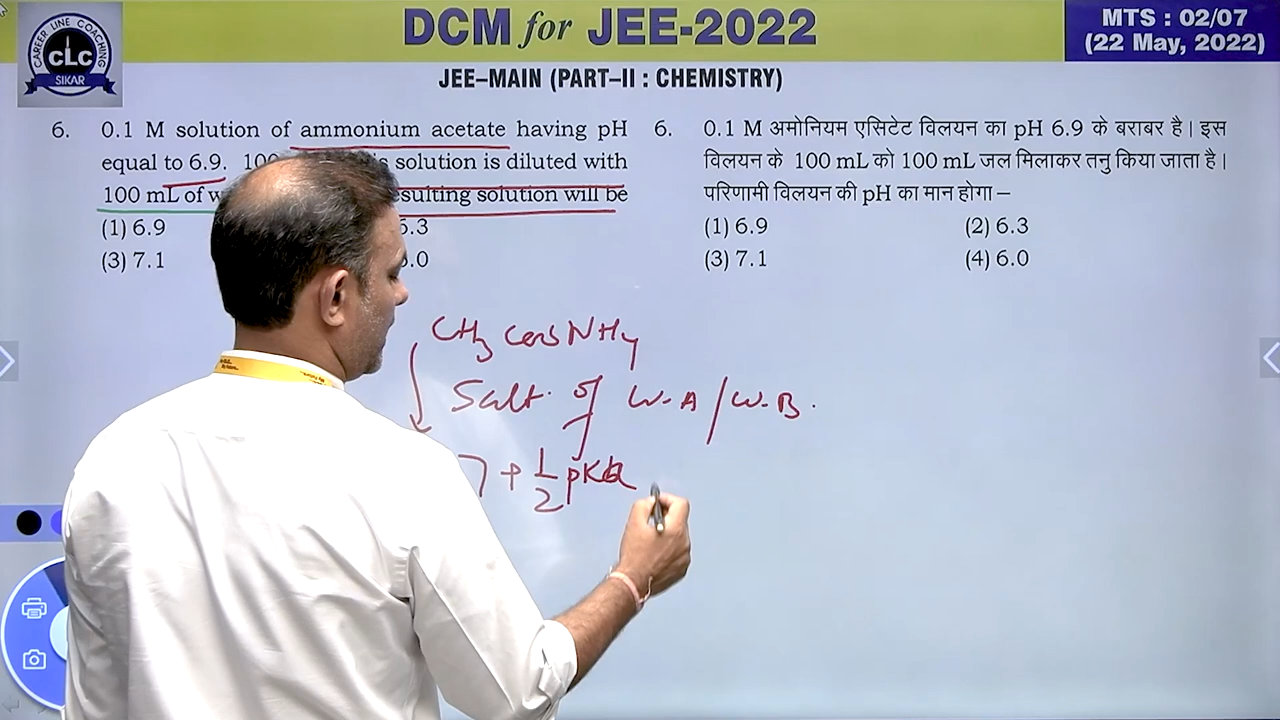 DCM for JEE-2022
MTS : 02/07
(22 May, 2022)
CAREER LINE COACHING
CLC
SIKAR
JEE–MAIN (PART–II : CHEMISTRY)
6. 0.1 M solution of ammonium acetate having pH
equal to 6.9. 100 s solution is diluted with
100 mL of w esulting solution will be
(1) 6.9 6.3
(3) 7.1 6.0
6. 0.1 M अमोनियम एसिटेट विलयन का pH 6.9 के बराबर है। इस
विलयन के 100 mL को 100 mL जल मिलाकर तनु किया जाता है।
परिणामी विलयन की pH का मान होगा –
(1) 6.9 (2) 6.3
(3) 7.1 (4) 6.0
CH3 COO NH4
Salt of W.A / W.B.
7 + 1/2 pKa